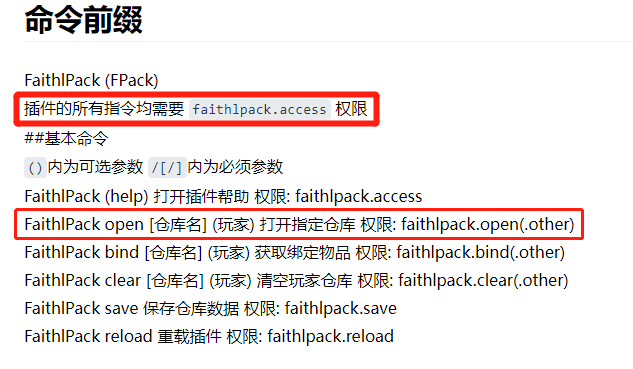 命令前缀
FaithlPack (FPack)
插件的所有指令均需要 faithlpack.access 权限
##基本命令
()内为可选参数 /[/]内为必须参数
FaithlPack (help) 打开插件帮助 权限: faithlpack.access
FaithlPack open [仓库名] (玩家) 打开指定仓库 权限: faithlpack.open(.other)
FaithlPack bind [仓库名] (玩家) 获取绑定物品 权限: faithlpack.bind(.other)
FaithlPack clear [仓库名] (玩家) 清空玩家仓库 权限: faithlpack.clear(.other)
FaithlPack save 保存仓库数据 权限: faithlpack.save
FaithlPack reload 重载插件 权限: faithlpack.reload